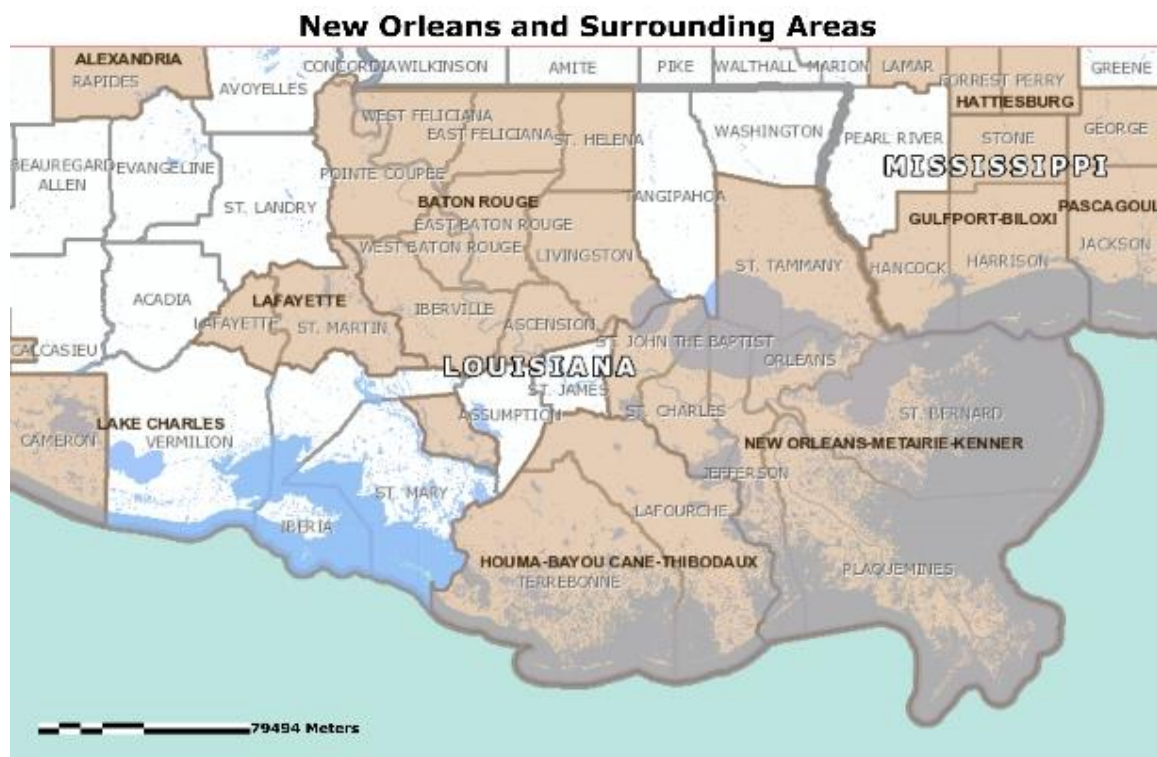 New Orleans and Surrounding Areas
ALEXANDRIA
RAPIDES
AVOYELLES
CONCORDIA
WILKINSON
AMITE
PIKE
WALTHALL
MARION
LAMAR
FORREST
PERRY
GREENE
HATTIESBURG
WEST FELICIANA
EAST FELICIANA
ST. HELENA
WASHINGTON
PEARL RIVER
STONE
GEORGE
BEAUREGARD
ALLEN
EVANGELINE
POINTE COUPEE
MISSISSIPPI
ST. LANDRY
BATON ROUGE
TANGIPAHOA
EAST BATON ROUGE
GULFPORT-BILOXI
PASCAGOUL
WEST BATON ROUGE
LIVINGSTON
ST. TAMMANY
HANCOCK
HARRISON
JACKSON
ACADIA
LAFAYETTE
LAFAYETTE
ST. MARTIN
IBERVILLE
ASCENSION
ST. JOHN THE BAPTIST
CALCASIEU
LOUISIANA
ORLEANS
ST. JAMES
ASSUMPTION
ST. CHARLES
ST. BERNARD
LAKE CHARLES
CAMERON
VERMILION
NEW ORLEANS-METAIRIE-KENNER
JEFFERSON
ST. MARY
LAFOURCHE
IBERIA
HOUMA-BAYOU CANE-THIBODAUX
TERREBONNE
PLAQUEMINES
79494 Meters